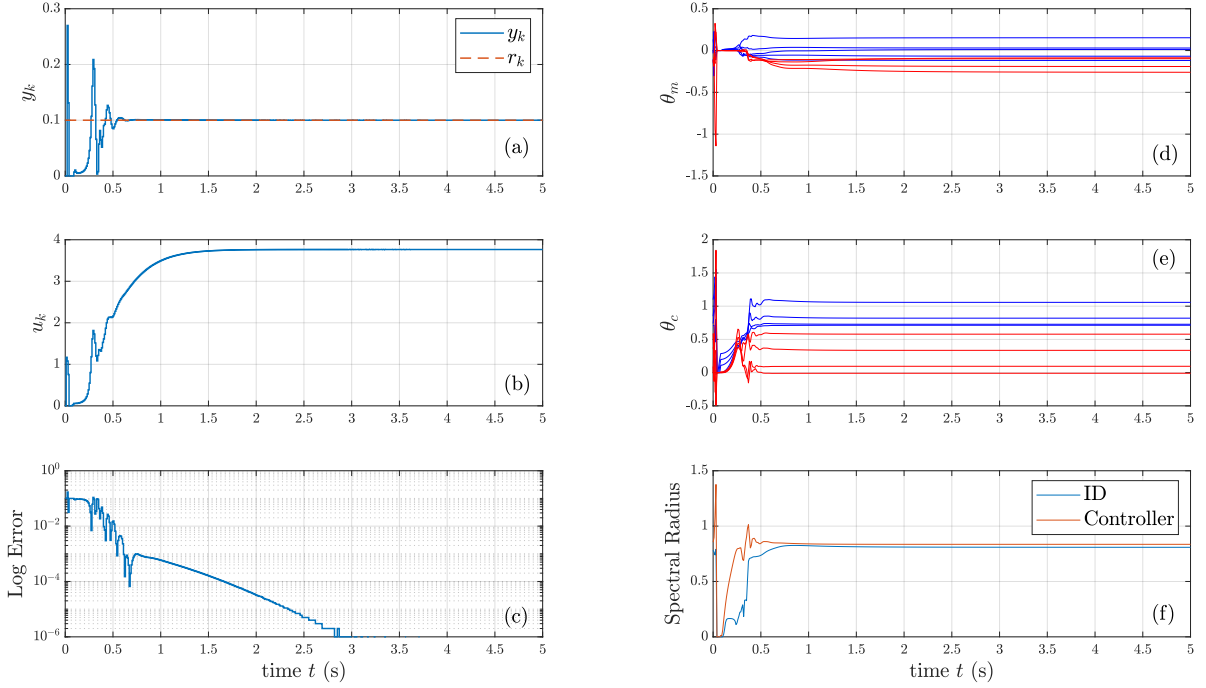 0.3
0.2
0.1
0
y_k
y_k
r_k
(a)
0 0.5 1 1.5 2 2.5 3 3.5 4 4.5 5
4
3
2
1
0
u_k
(b)
0 0.5 1 1.5 2 2.5 3 3.5 4 4.5 5
10^0
10^-2
10^-4
10^-6
Log Error
(c)
0 0.5 1 1.5 2 2.5 3 3.5 4 4.5 5
time t (s)
0.5
0
-0.5
-1
-1.5
θ_m
(d)
0 0.5 1 1.5 2 2.5 3 3.5 4 4.5 5
2
1.5
1
0.5
0
-0.5
θ_c
(e)
0 0.5 1 1.5 2 2.5 3 3.5 4 4.5 5
1.5
1
0.5
0
Spectral Radius
ID
Controller
(f)
0 0.5 1 1.5 2 2.5 3 3.5 4 4.5 5
time t (s)